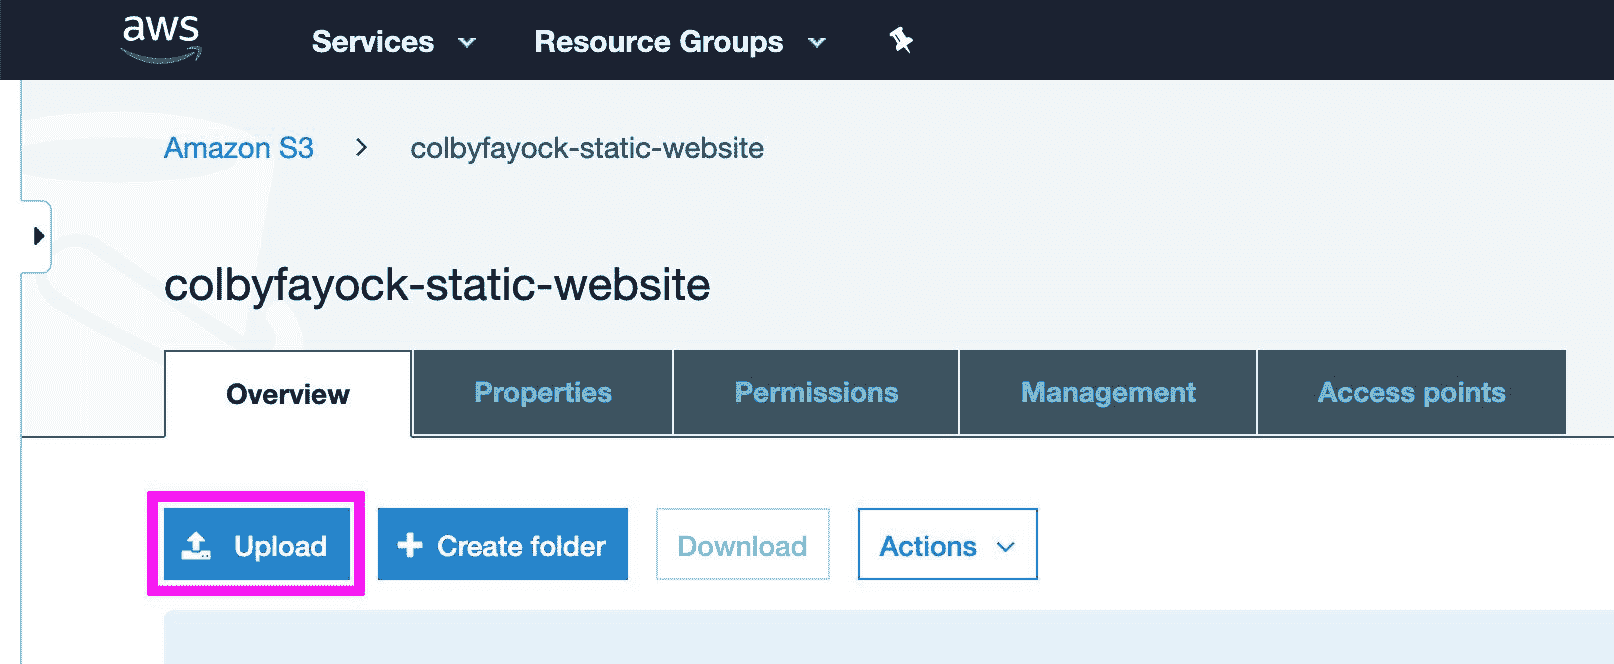 aws Services Resource Groups
Amazon S3 > colbyfayock-static-website
colbyfayock-static-website
Overview Properties Permissions Management Access points
Upload + Create folder Download Actions